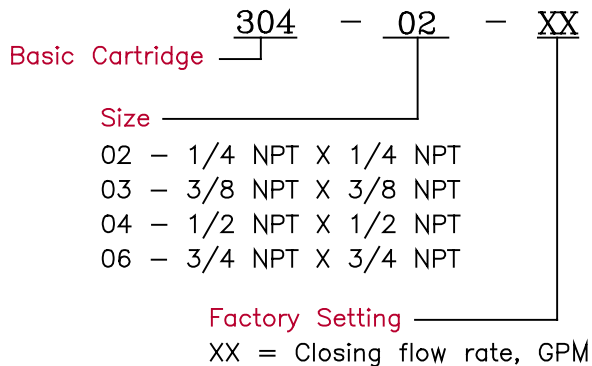 304 - 02 - XX
Basic Cartridge
Size
02 - 1/4 NPT X 1/4 NPT
03 - 3/8 NPT X 3/8 NPT
04 - 1/2 NPT X 1/2 NPT
06 - 3/4 NPT X 3/4 NPT
Factory Setting
XX = Closing flow rate, GPM